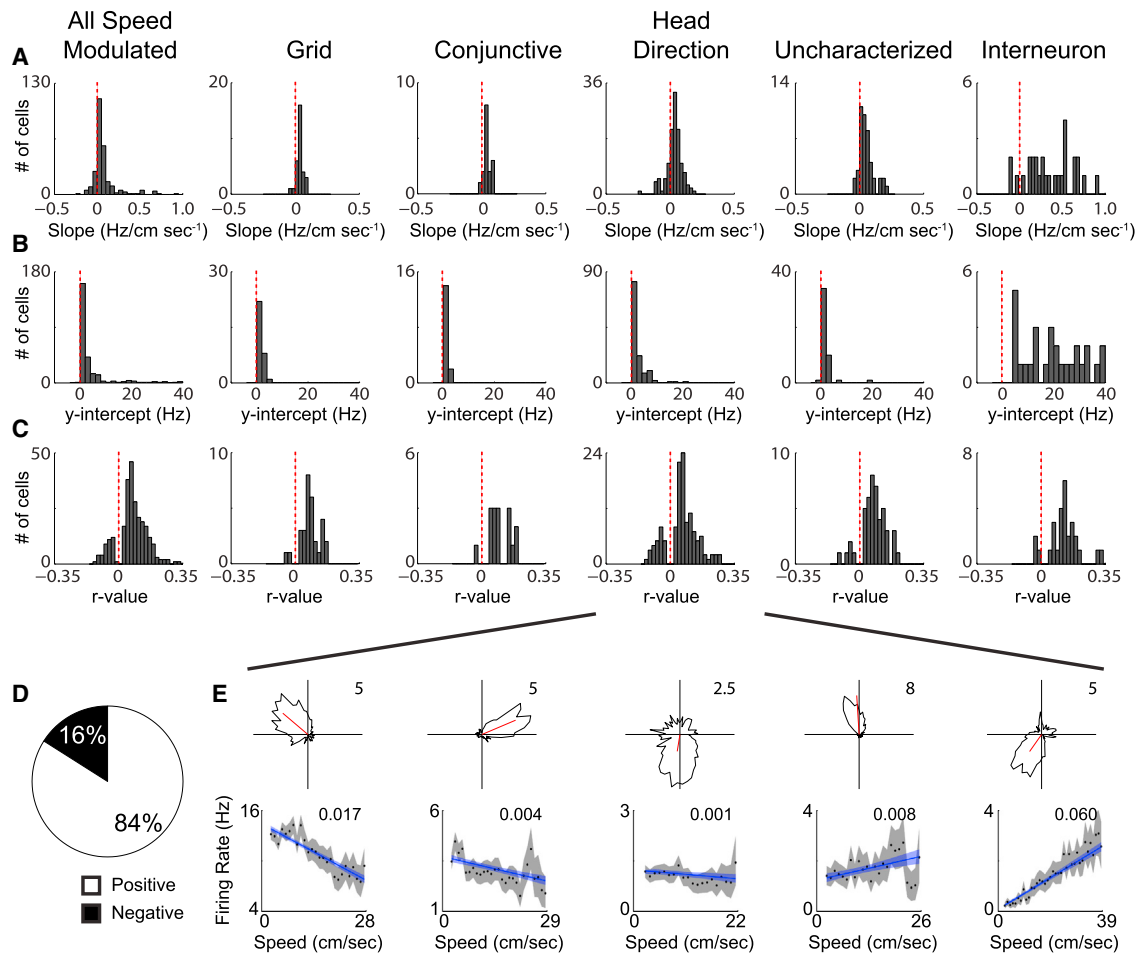 All Speed Modulated
Grid
Conjunctive
Head Direction
Uncharacterized
Interneuron
A
# of cells
130
0
−0.5 0 0.5 1.0
Slope (Hz/cm sec⁻¹)
20
0
−0.5 0 0.5
Slope (Hz/cm sec⁻¹)
10
0
−0.5 0 0.5
Slope (Hz/cm sec⁻¹)
36
0
−0.5 0 0.5
Slope (Hz/cm sec⁻¹)
14
0
−0.5 0 0.5
Slope (Hz/cm sec⁻¹)
6
0
−0.5 0 0.5 1.0
Slope (Hz/cm sec⁻¹)
B
# of cells
180
0
0 20 40
y-intercept (Hz)
30
0
0 20 40
y-intercept (Hz)
16
0
0 20 40
y-intercept (Hz)
90
0
0 20 40
y-intercept (Hz)
40
0
0 20 40
y-intercept (Hz)
6
0
0 20 40
y-intercept (Hz)
C
# of cells
50
0
−0.35 0 0.35
r-value
10
0
−0.35 0 0.35
r-value
6
0
−0.35 0 0.35
r-value
24
0
−0.35 0 0.35
r-value
10
0
−0.35 0 0.35
r-value
8
0
−0.35 0 0.35
r-value
D
16%
84%
Positive
Negative
E
5
5
2.5
8
5
Firing Rate (Hz)
16
4
0.017
4 28
Speed (cm/sec)
6
1
0.004
4 29
Speed (cm/sec)
3
0
0.001
0 22
Speed (cm/sec)
4
0
0.008
0 26
Speed (cm/sec)
4
0
0.060
0 39
Speed (cm/sec)